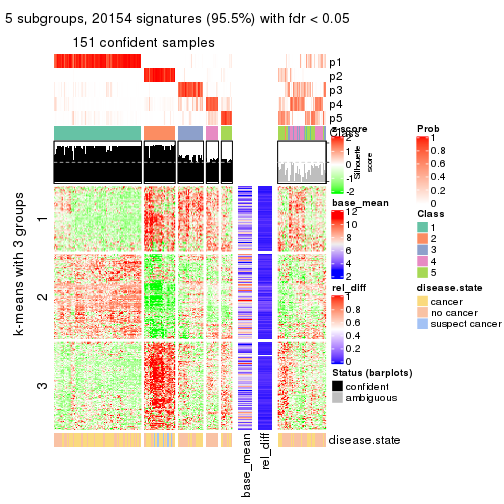 5 subgroups, 20154 signatures (95.5%) with fdr < 0.05
151 confident samples
p1
p2
p3
p4
p5
Class
z-score
2
1
0
-1
-2
Silhouette
score
base_mean
12
10
8
6
4
2
rel_diff
1
0.8
0.6
0.4
0.2
0
Status (barplots)
confident
ambiguous
Prob
1
0.8
0.6
0.4
0.2
0
Class
1
2
3
4
5
disease.state
cancer
no cancer
suspect cancer
k-means with 3 groups
1
2
3
disease.state
base_mean
rel_diff